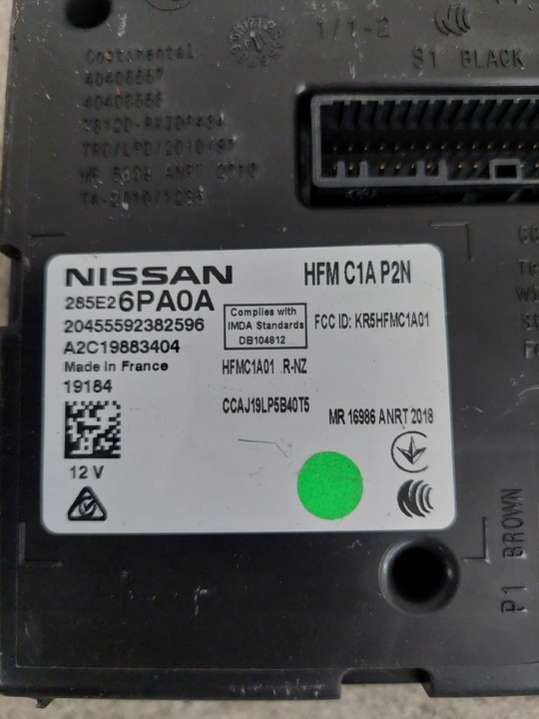 1/1-2
S1 BLACK
Continental
40408667
NISSAN
HFM C1A P2N
285E2 6PA0A
20455592382596
Complies with
IMDA Standards
DB104812
FCC ID: KR5HFMC1A01
A2C19883404
Made in France
HFMC1A01 R-NZ
19184
CCAJ19LP5B40T5
MR 16986 ANRT 2018
12 V
P1 BROWN